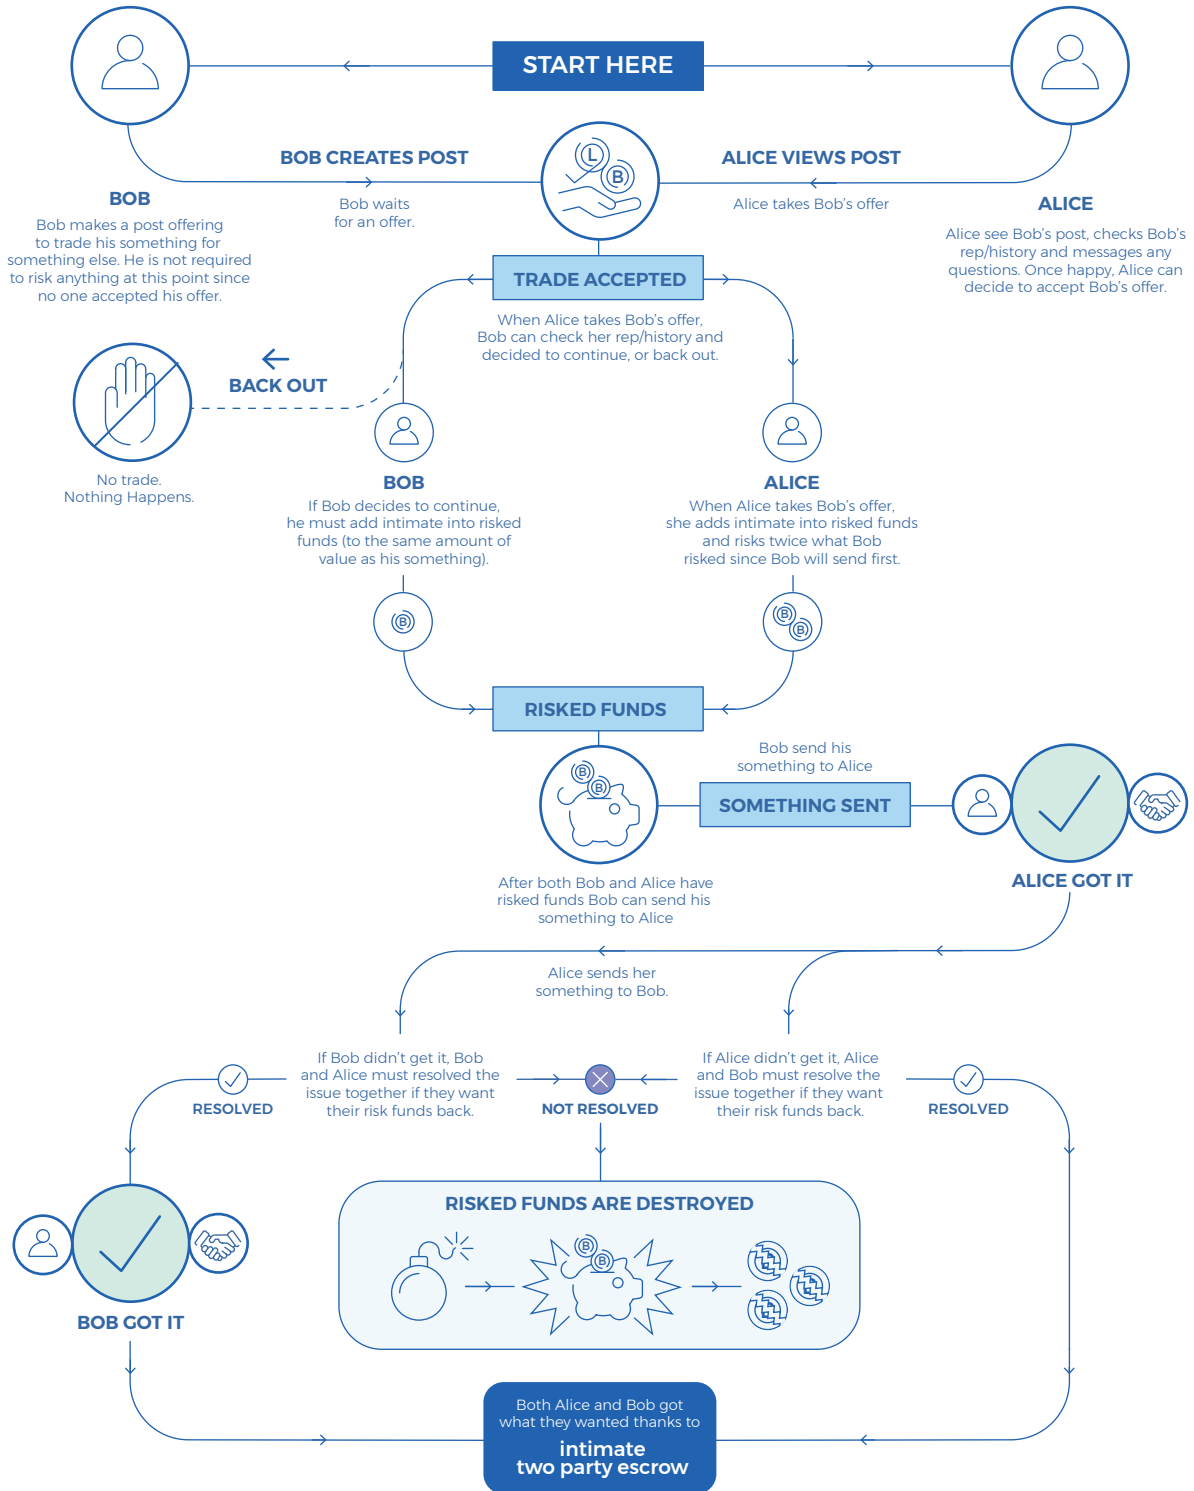 START HERE
BOB CREATES POST
Bob waits
for an offer.
L
B
ALICE VIEWS POST
Alice takes Bob's offer
BOB
Bob makes a post offering
to trade his something for
something else. He is not required
to risk anything at this point since
no one accepted his offer.
ALICE
Alice see Bob's post, checks Bob's
rep/history and messages any
questions. Once happy, Alice can
decide to accept Bob's offer.
TRADE ACCEPTED
When Alice takes Bob's offer,
Bob can check her rep/history and
decided to continue, or back out.
BACK OUT
No trade.
Nothing Happens.
BOB
If Bob decides to continue,
he must add intimate into risked
funds (to the same amount of
value as his something).
ALICE
When Alice takes Bob's offer,
she adds intimate into risked funds
and risks twice what Bob
risked since Bob will send first.
B
B
B
RISKED FUNDS
B
B
Bob send his
something to Alice
SOMETHING SENT
ALICE GOT IT
After both Bob and Alice have
risked funds Bob can send his
something to Alice
Alice sends her
something to Bob.
RESOLVED
If Bob didn't get it, Bob
and Alice must resolved the
issue together if they want
their risk funds back.
NOT RESOLVED
If Alice didn't get it, Alice
and Bob must resolve the
issue together if they want
their risk funds back.
RESOLVED
RISKED FUNDS ARE DESTROYED
B
B
BOB GOT IT
Both Alice and Bob got
what they wanted thanks to
intimate
two party escrow